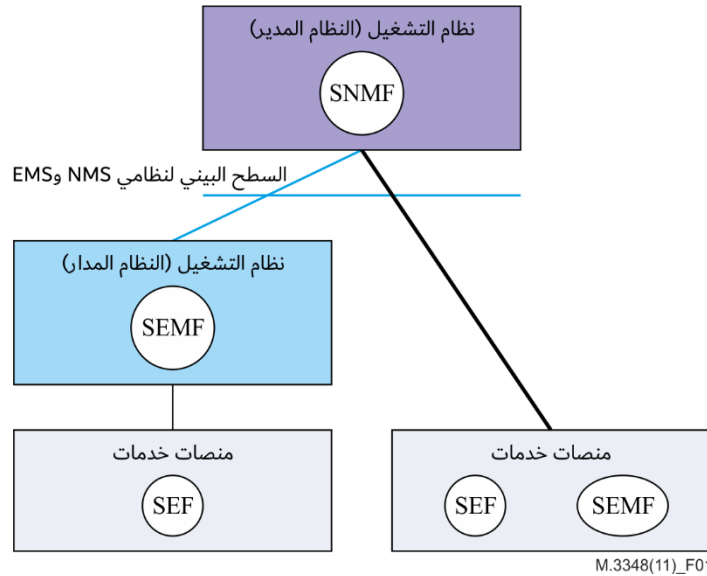 نظام التشغيل (النظام المدير)
SNMF
السطح البيني لنظامي NMS وEMS
نظام التشغيل (النظام المدار)
SEMF
منصات خدمات
SEF
منصات خدمات
SEF SEMF
M.3348(11)_F01